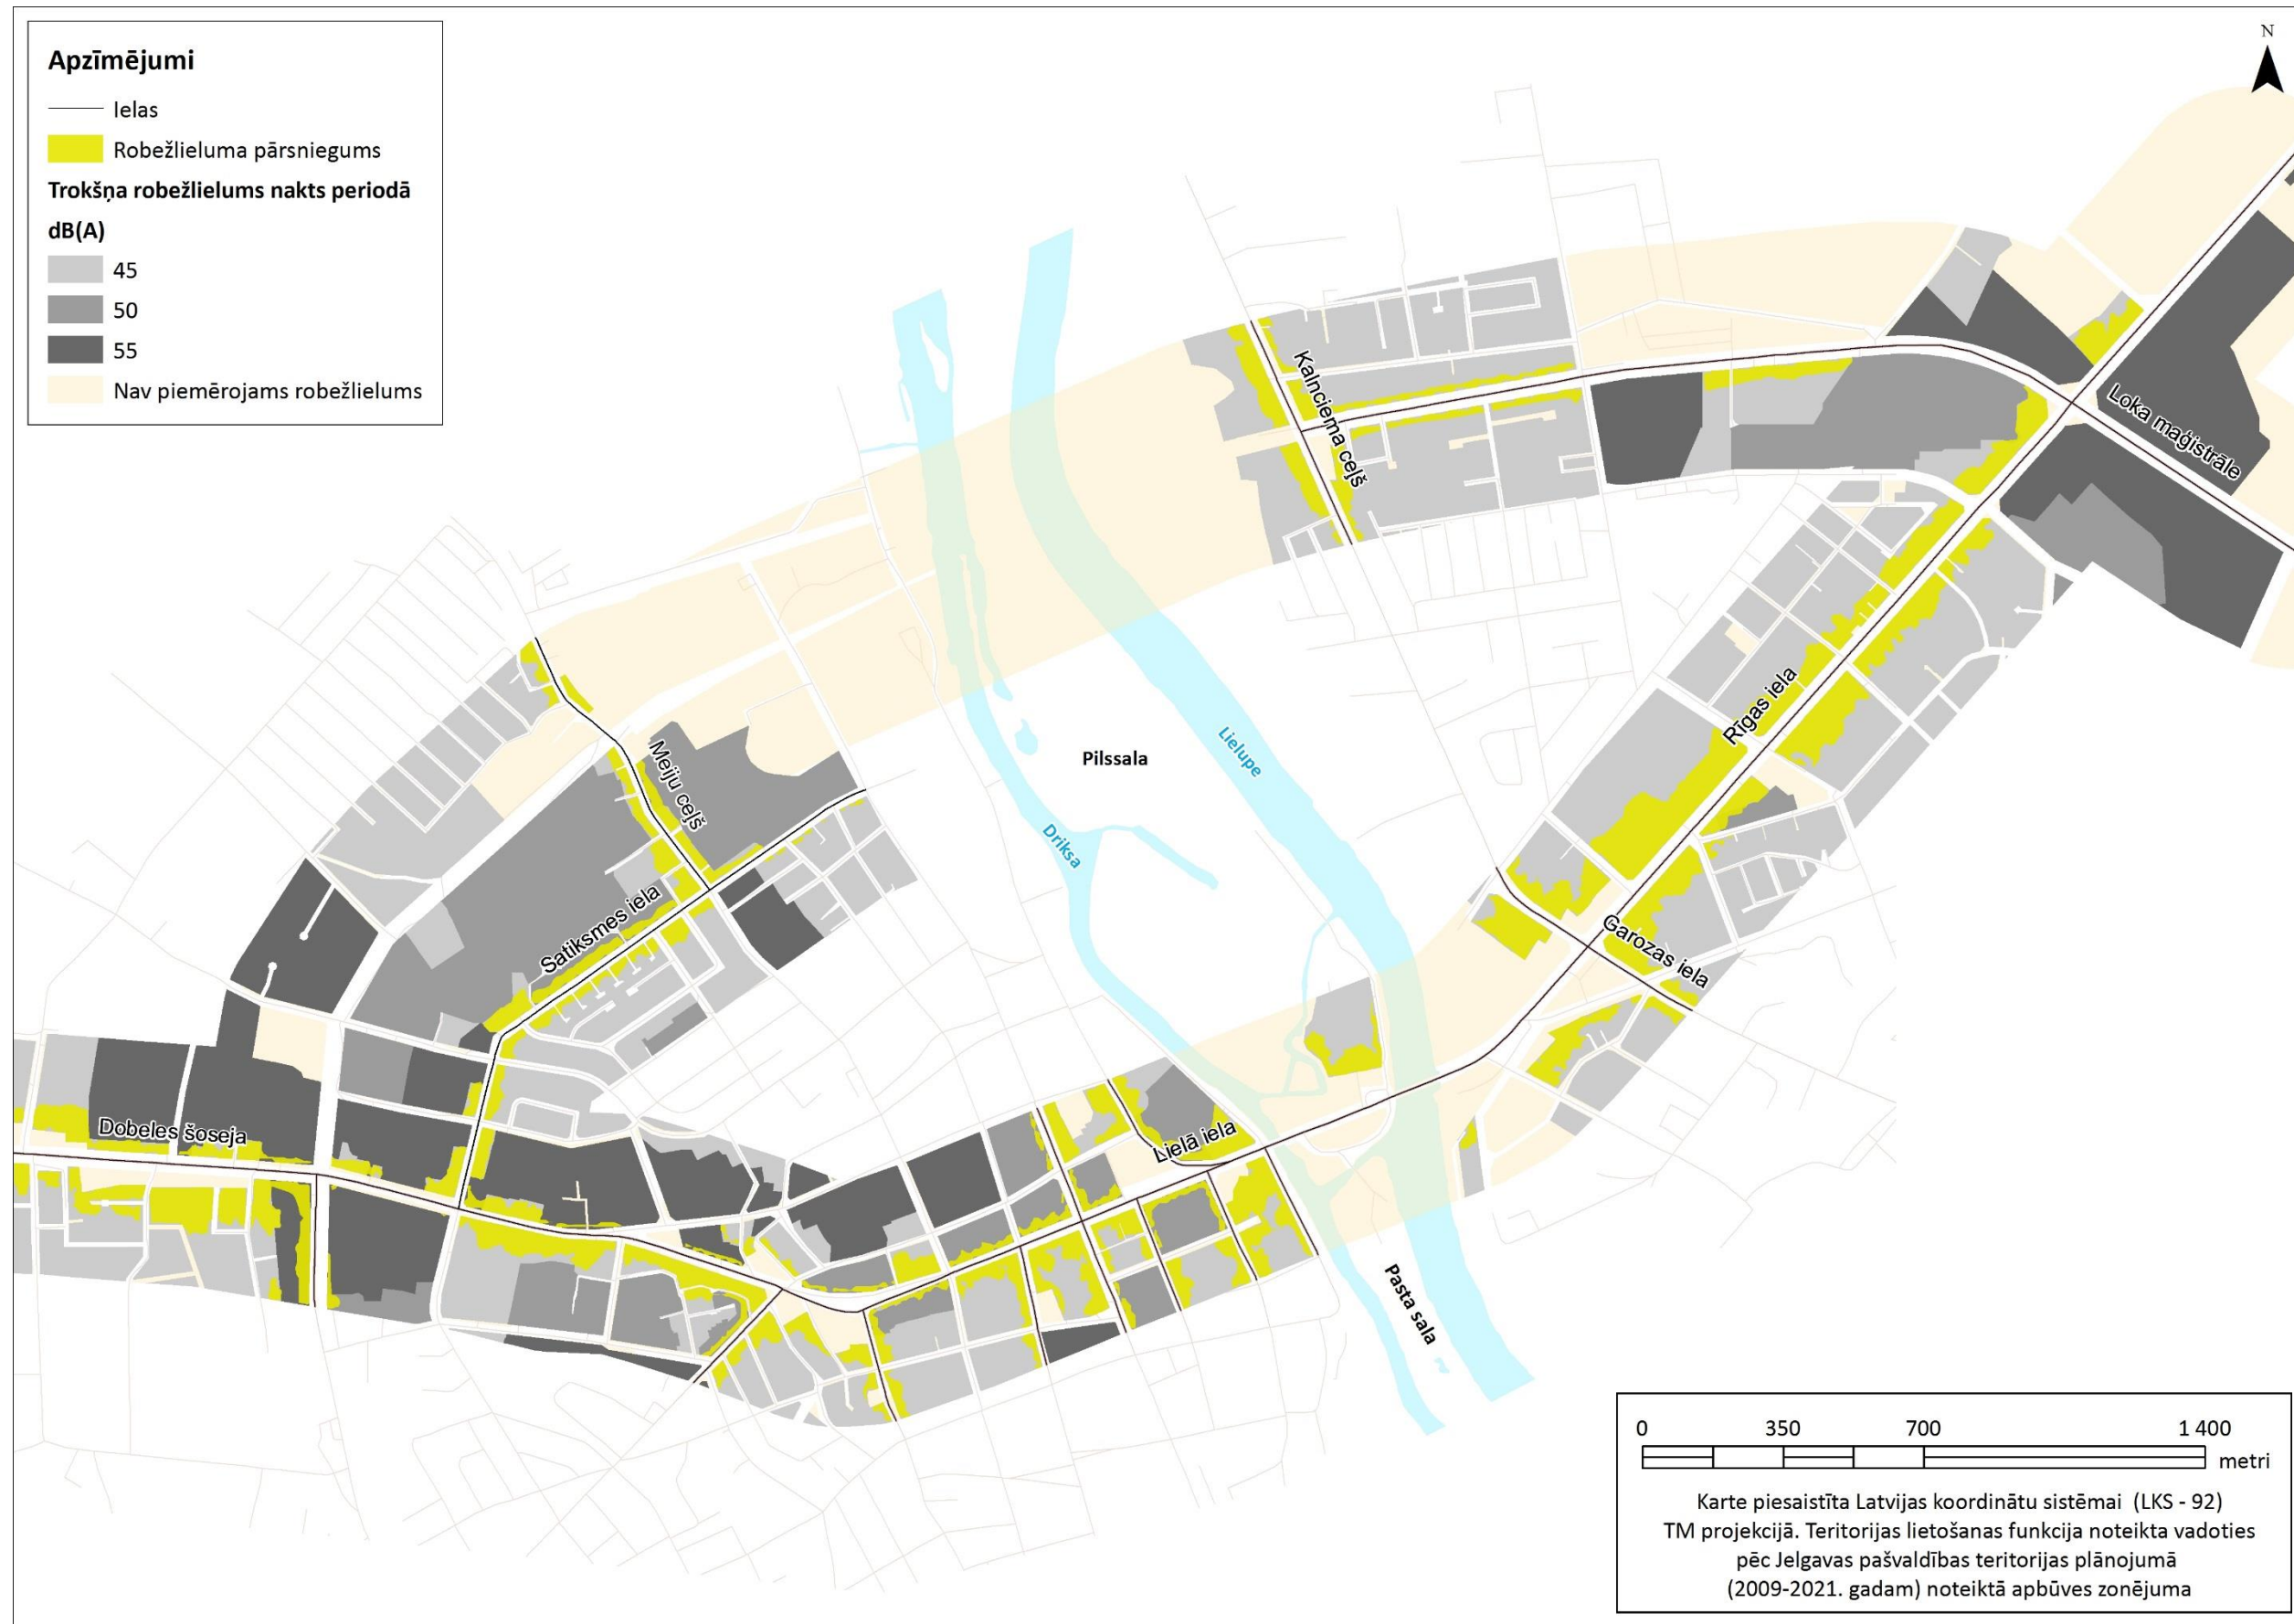 Apzīmējumi
Ielas
Robežlieluma pārsniegums
Trokšņa robežlielums nakts periodā
dB(A)
45
50
55
Nav piemērojams robežlielums
N
Kalnciema ceļš
Loka maģistrāle
Rīgas iela
Meiju ceļš
Pilssala
Lielupe
Driksa
Satiksmes iela
Garozas iela
Dobeles šoseja
Lielā iela
Pasta sala
0 350 700 1 400
metri
Karte piesaistīta Latvijas koordinātu sistēmai (LKS - 92)
TM projekcijā. Teritorijas lietošanas funkcija noteikta vadoties
pēc Jelgavas pašvaldības teritorijas plānojumā
(2009-2021. gadam) noteiktā apbūves zonējuma